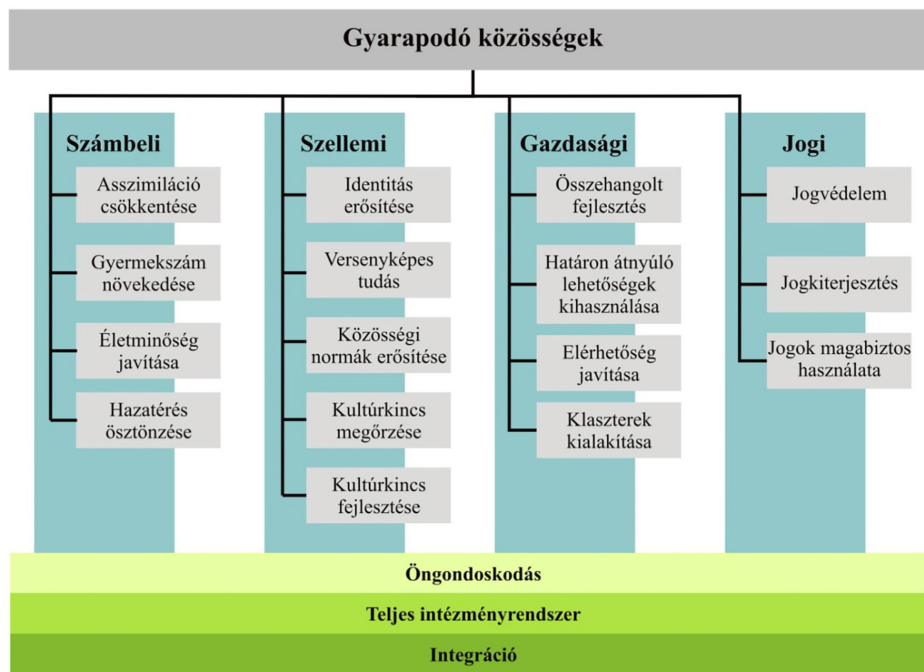 Gyarapodó közösségek
Számbeli
Asszimiláció
csökkentése
Gyermekszám
növekedése
Életminőség
javítása
Hazatérés
ösztönzése
Szellemi
Identitás
erősítése
Versenyképes
tudás
Közösségi
normák erősítése
Kultúrkincs
megőrzése
Kultúrkincs
fejlesztése
Gazdasági
Összehangolt
fejlesztés
Határon átnyúló
lehetőségek
kihasználása
Elérhetőség
javítása
Klaszterek
kialakítása
Jogi
Jogvédelem
Jogkiterjesztés
Jogok magabiztos
használata
Öngondoskodás
Teljes intézményrendszer
Integráció